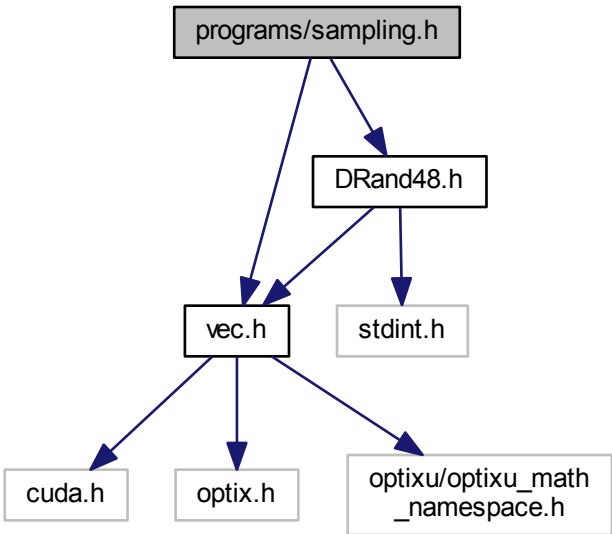 programs/sampling.h
DRand48.h
vec.h
stdint.h
cuda.h
optix.h
optixu/optixu_math
_namespace.h